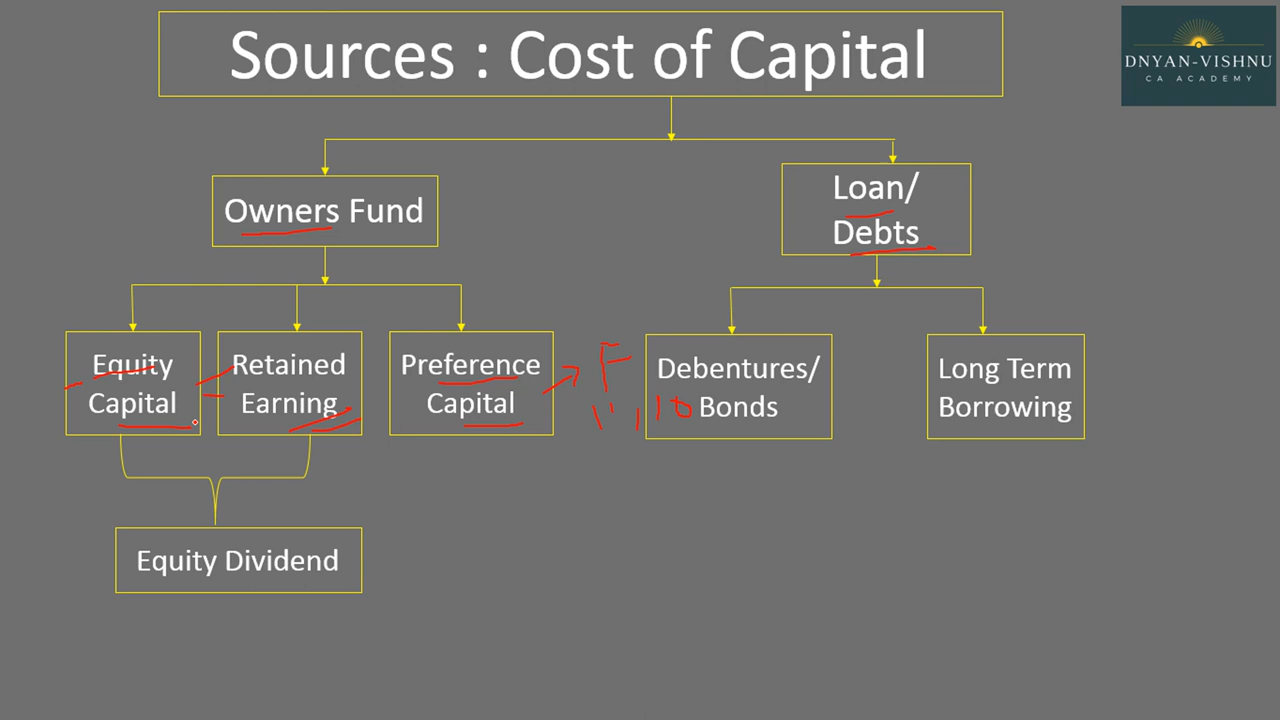 Sources : Cost of Capital
DNYAN-VISHNU
CA ACADEMY
Owners Fund
Loan/
Debts
Equity
Capital
Retained
Earning
Preference
Capital
F
Debentures/
Bonds
Long Term
Borrowing
Equity Dividend